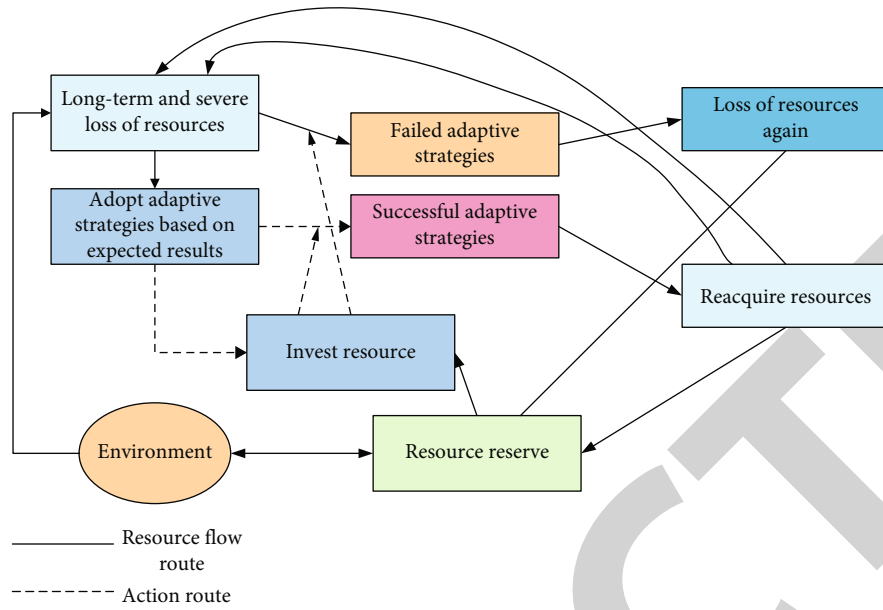 Long-term and severe
loss of resources
Failed adaptive
strategies
Loss of resources
again
Adopt adaptive
strategies based on
expected results
Successful adaptive
strategies
Reacquire resources
Invest resource
Environment
Resource reserve
Resource flow
route
Action route